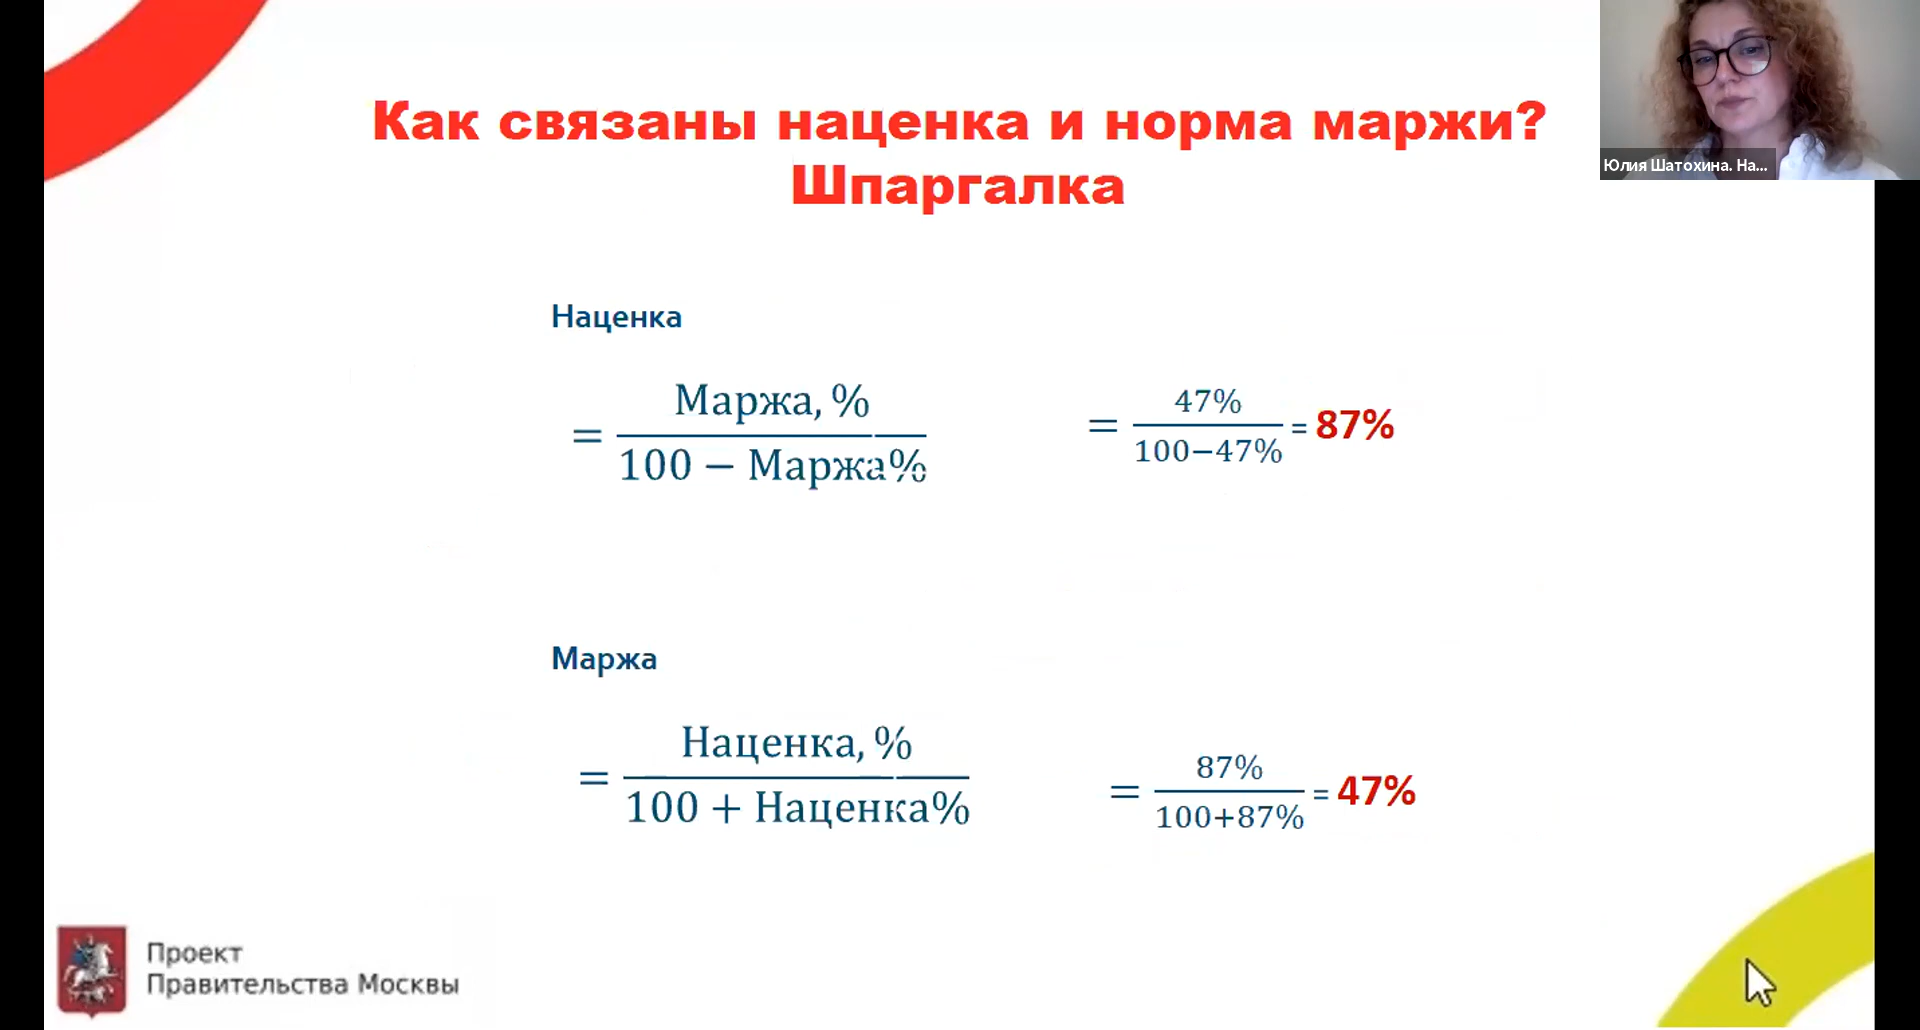 Как связаны наценка и норма маржи?
Шпаргалка
Юлия Шатохина. На...
Наценка
= Маржа, % / 100 − Маржа%
= 47% / 100−47% = 87%
Маржа
= Наценка, % / 100 + Наценка%
= 87% / 100+87% = 47%
Проект
Правительства Москвы